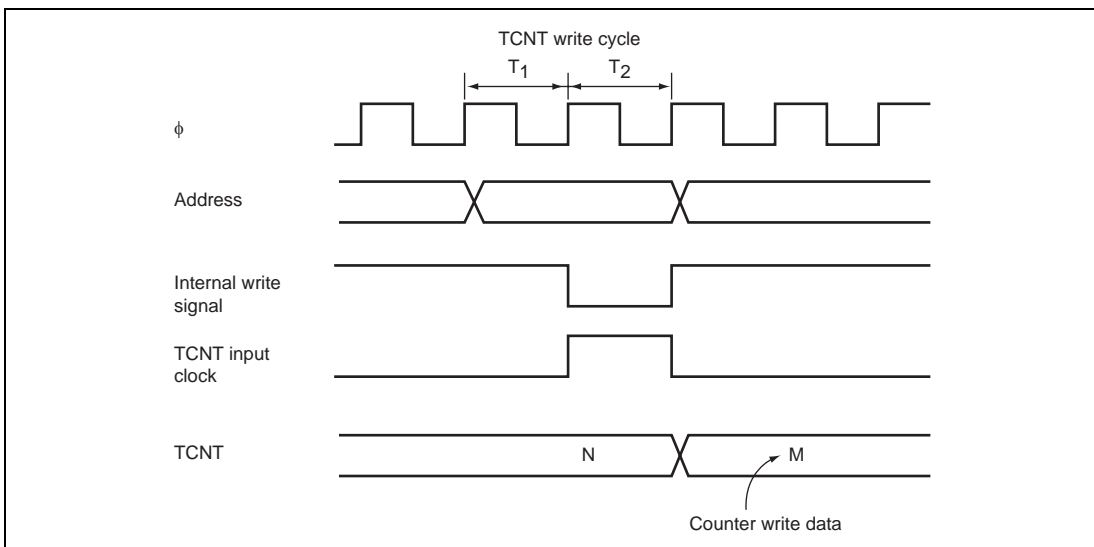 TCNT write cycle
T1 T2
ϕ
Address
Internal write
signal
TCNT input
clock
TCNT
N M
Counter write data